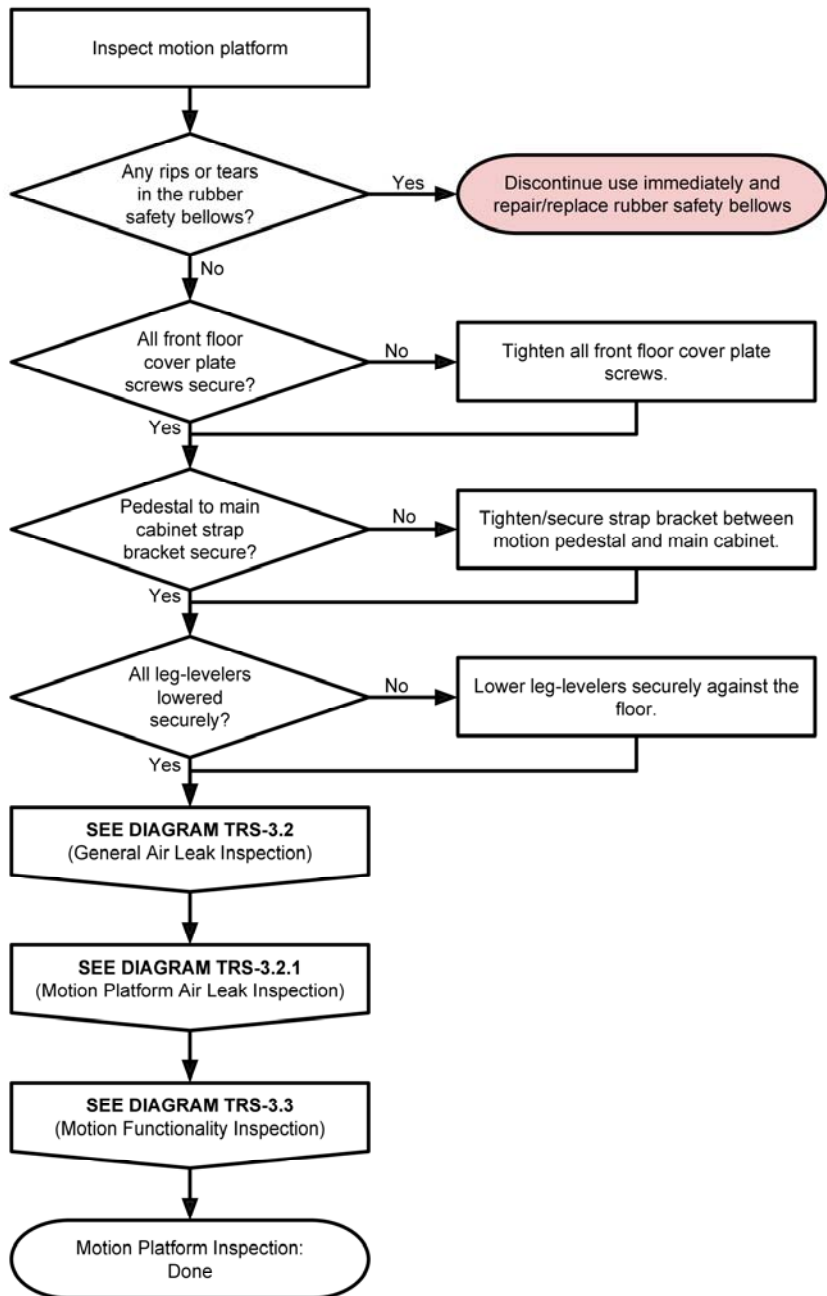 Inspect motion platform
Any rips or tears
in the rubber
safety bellows?
Yes
Discontinue use immediately and
repair/replace rubber safety bellows
No
All front floor
cover plate
screws secure?
No
Tighten all front floor cover plate
screws.
Yes
Pedestal to main
cabinet strap
bracket secure?
No
Tighten/secure strap bracket between
motion pedestal and main cabinet.
Yes
All leg-levelers
lowered
securely?
No
Lower leg-levelers securely against the
floor.
Yes
SEE DIAGRAM TRS-3.2
(General Air Leak Inspection)
SEE DIAGRAM TRS-3.2.1
(Motion Platform Air Leak Inspection)
SEE DIAGRAM TRS-3.3
(Motion Functionality Inspection)
Motion Platform Inspection:
Done